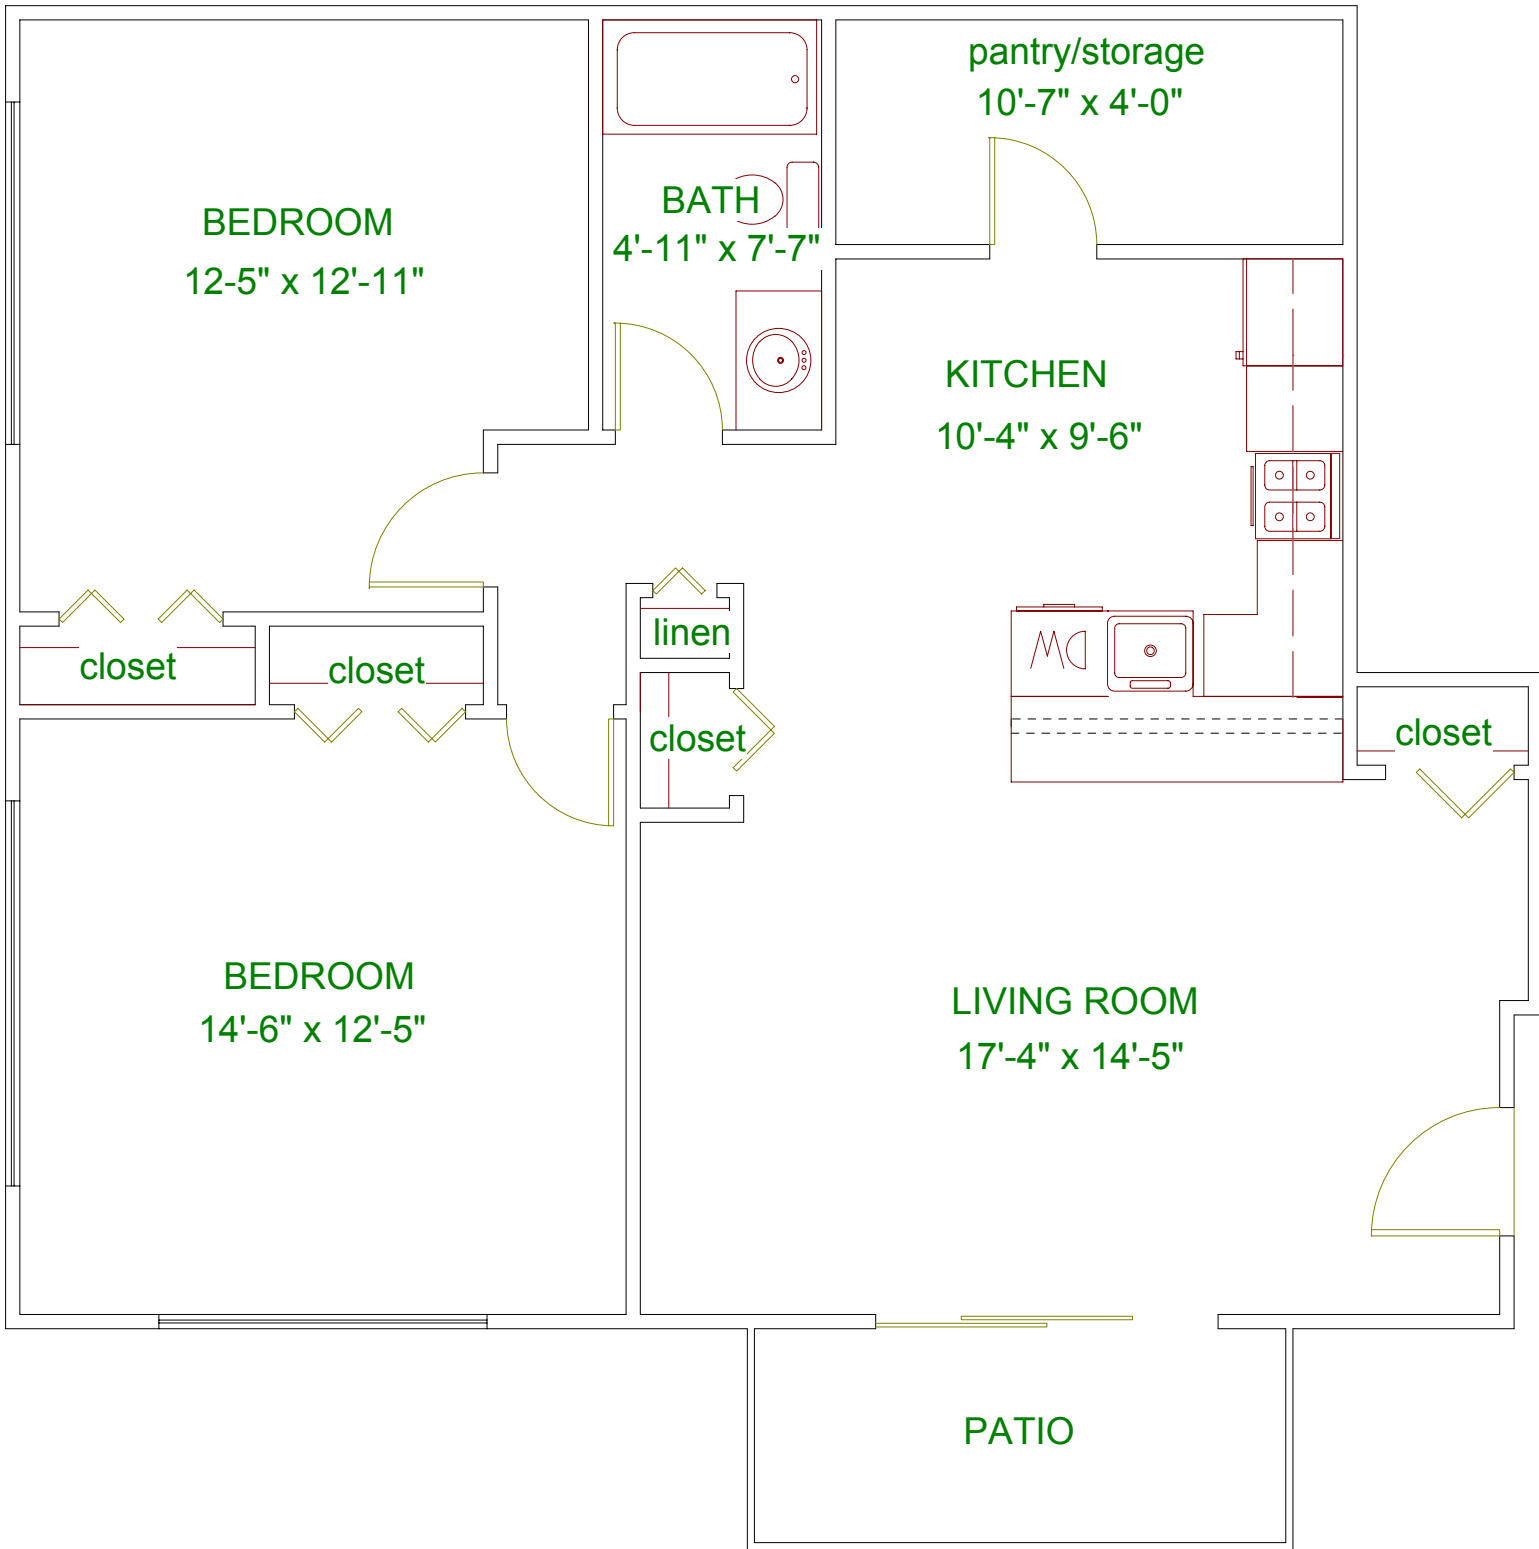 pantry/storage
10'-7" x 4'-0"
BEDROOM
12-5" x 12'-11"
BATH
4'-11" x 7'-7"
KITCHEN
10'-4" x 9'-6"
linen
closet
closet
closet
closet
DW
BEDROOM
14'-6" x 12'-5"
LIVING ROOM
17'-4" x 14'-5"
PATIO